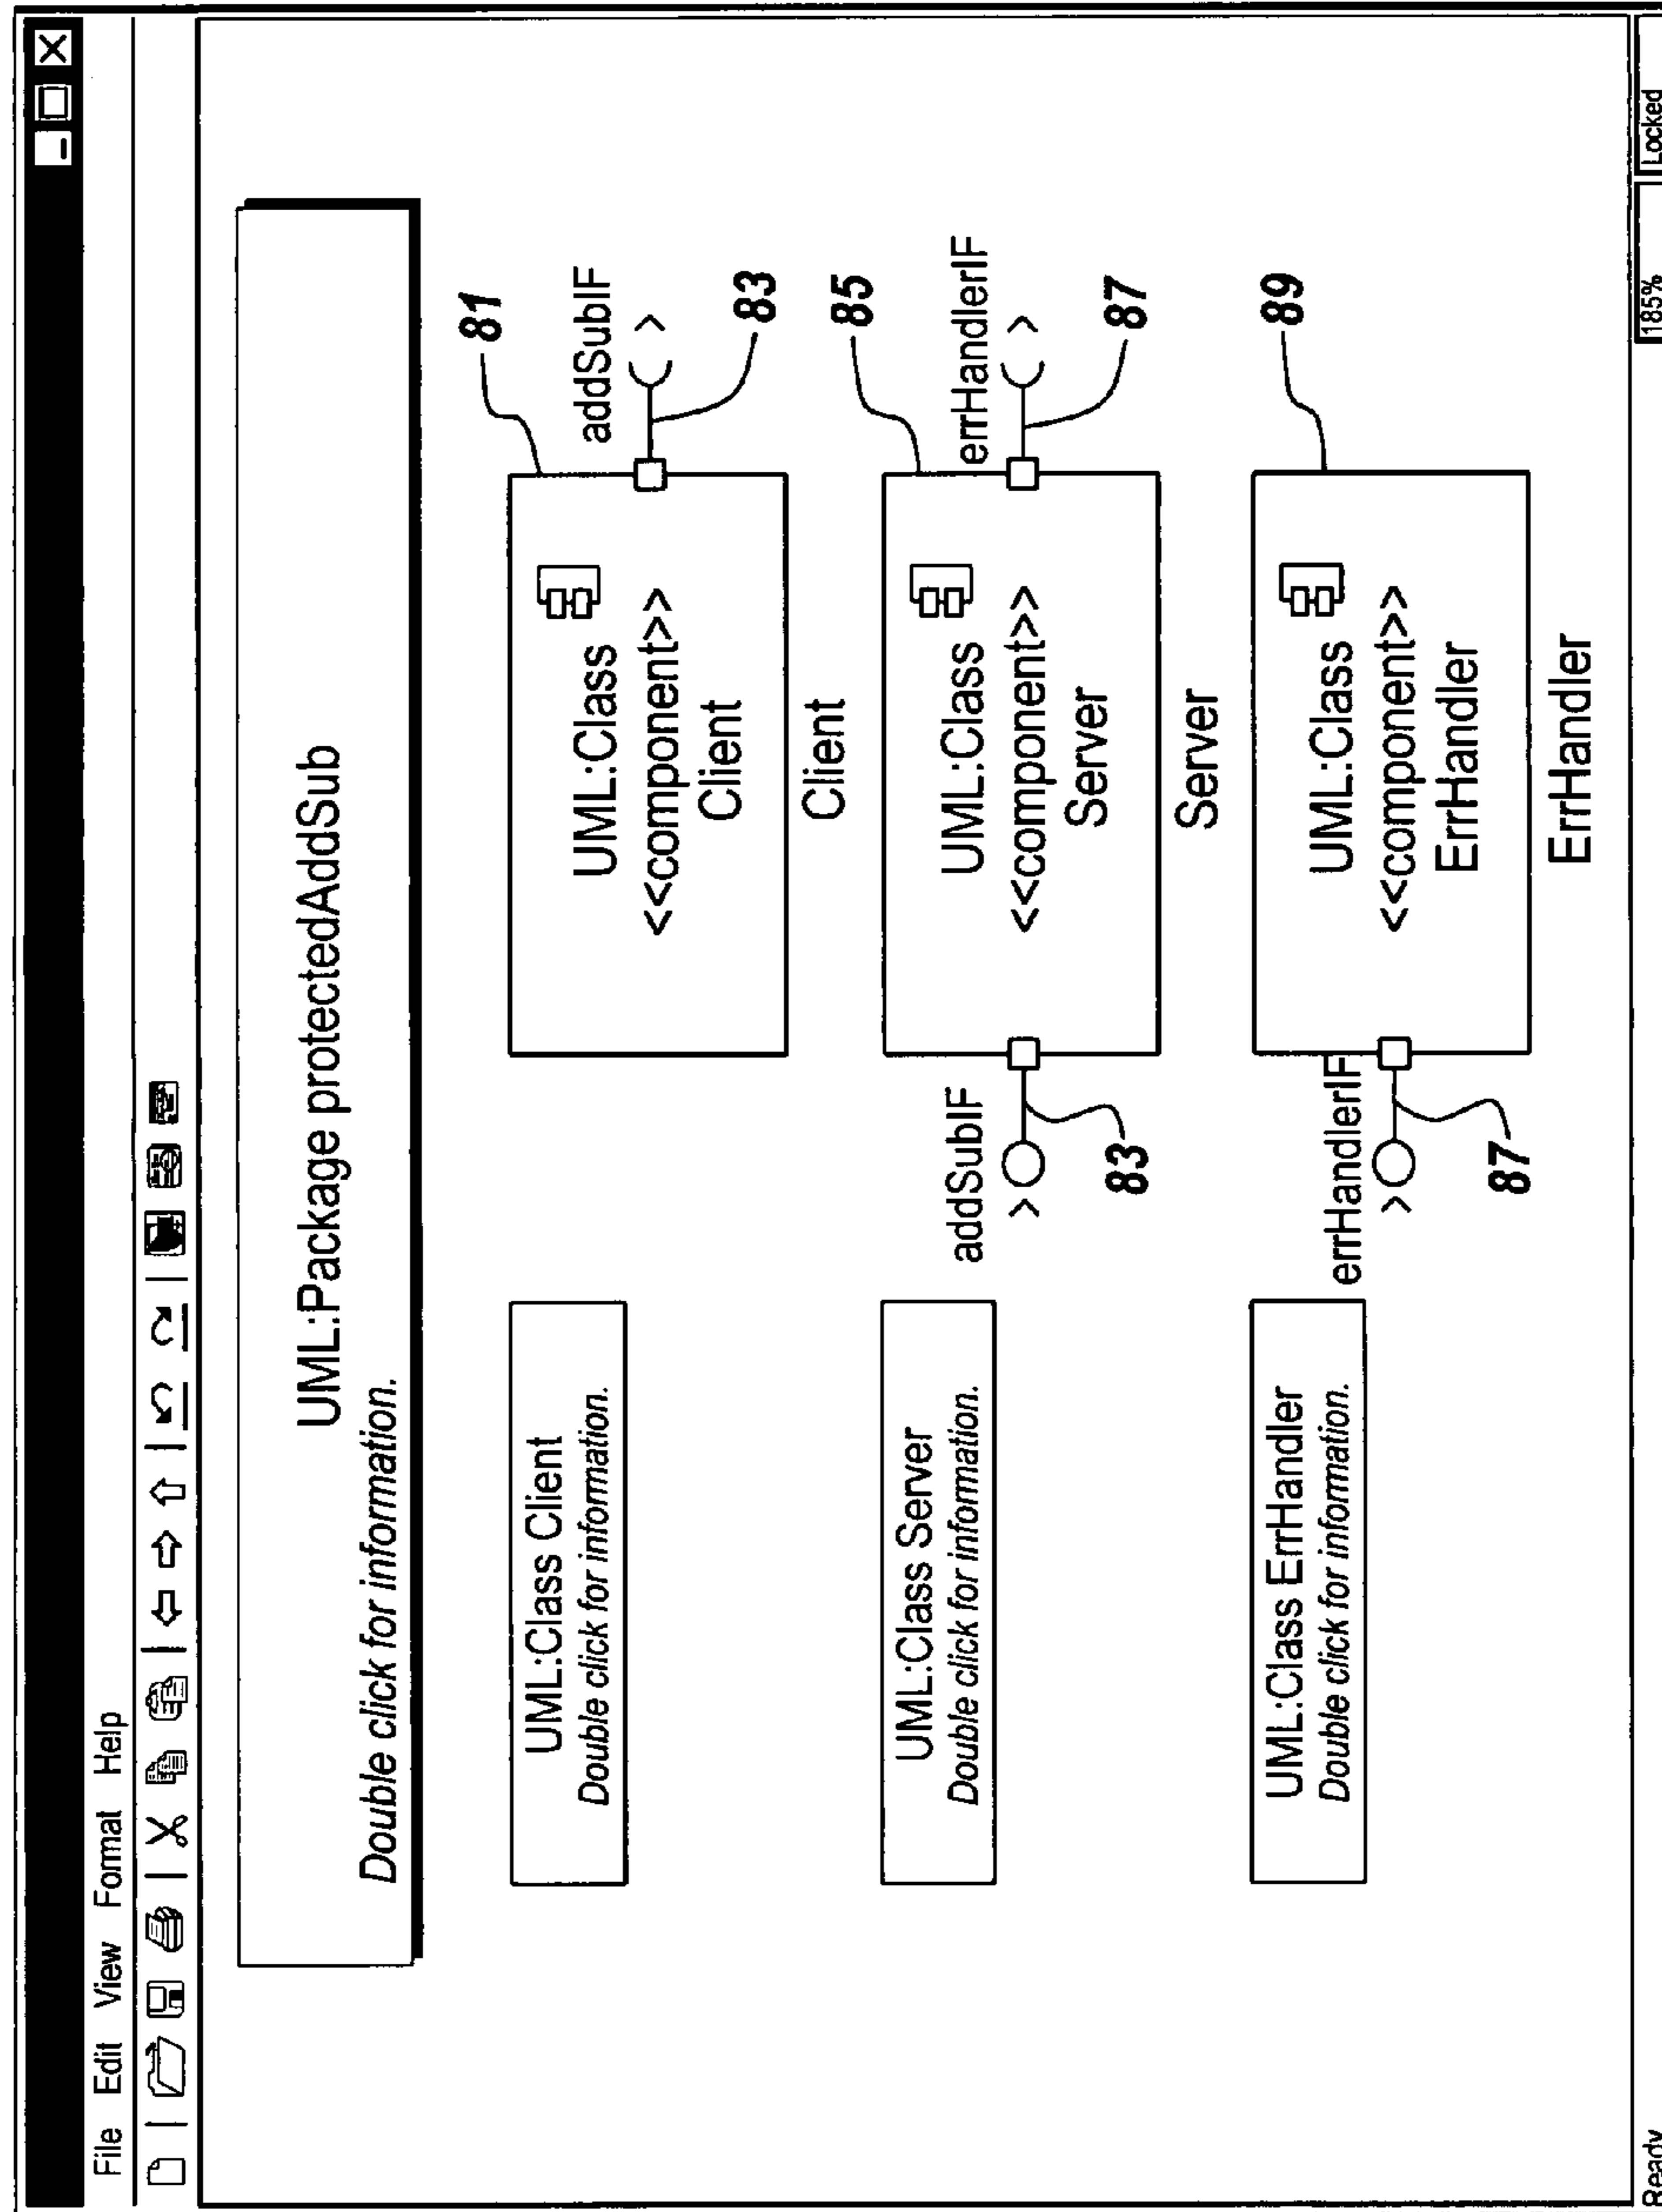 File Edit View Format Help
UML:Package protectedAddSub
Double click for information.
81
UML:Class Client
Double click for information.
UML:Class
<<component>>
Client
addSubIF
83
Client
85
UML:Class Server
Double click for information.
addSubIF
83
UML:Class
<<component>>
Server
errHandlerIF
87
Server
89
UML:Class ErrHandler
Double click for information.
errHandlerIF
87
UML:Class
<<component>>
ErrHandler
ErrHandler
Ready
185%
Locked